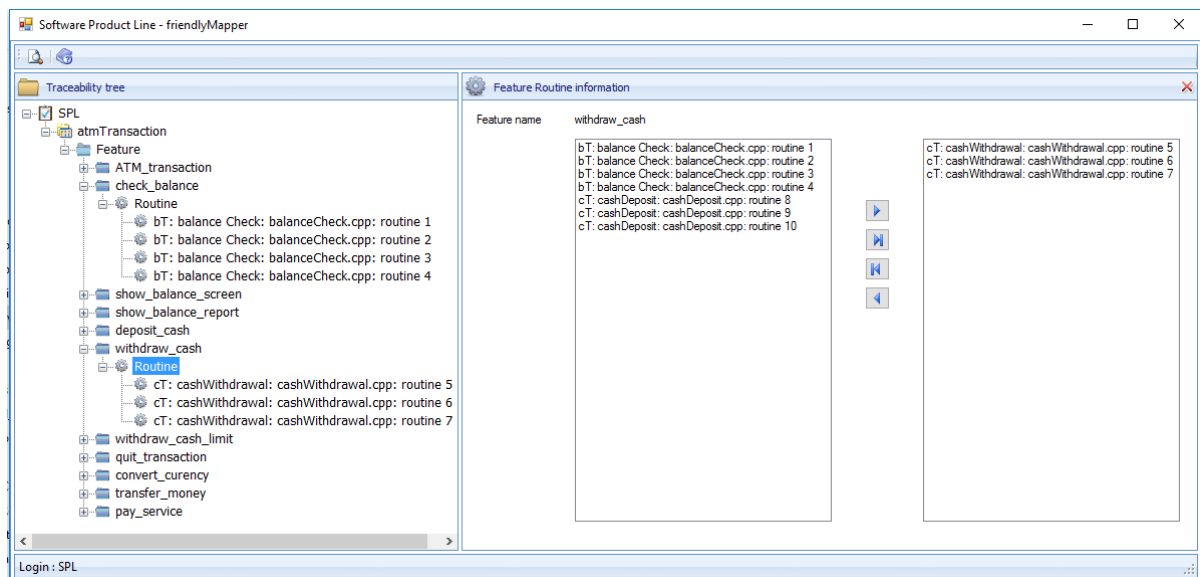 Software Product Line - friendlyMapper
Traceability tree
SPL
atmTransaction
Feature
ATM_transaction
check_balance
Routine
bT: balance Check: balanceCheck.cpp: routine 1
bT: balance Check: balanceCheck.cpp: routine 2
bT: balance Check: balanceCheck.cpp: routine 3
bT: balance Check: balanceCheck.cpp: routine 4
show_balance_screen
show_balance_report
deposit_cash
withdraw_cash
Routine
cT: cashWithdrawal: cashWithdrawal.cpp: routine 5
cT: cashWithdrawal: cashWithdrawal.cpp: routine 6
cT: cashWithdrawal: cashWithdrawal.cpp: routine 7
withdraw_cash_limit
quit_transaction
convert_curency
transfer_money
pay_service
Feature Routine information
Feature name withdraw_cash
bT: balance Check: balanceCheck.cpp: routine 1
bT: balance Check: balanceCheck.cpp: routine 2
bT: balance Check: balanceCheck.cpp: routine 3
bT: balance Check: balanceCheck.cpp: routine 4
cT: cashDeposit: cashDeposit.cpp: routine 8
cT: cashDeposit: cashDeposit.cpp: routine 9
cT: cashDeposit: cashDeposit.cpp: routine 10
cT: cashWithdrawal: cashWithdrawal.cpp: routine 5
cT: cashWithdrawal: cashWithdrawal.cpp: routine 6
cT: cashWithdrawal: cashWithdrawal.cpp: routine 7
Login : SPL